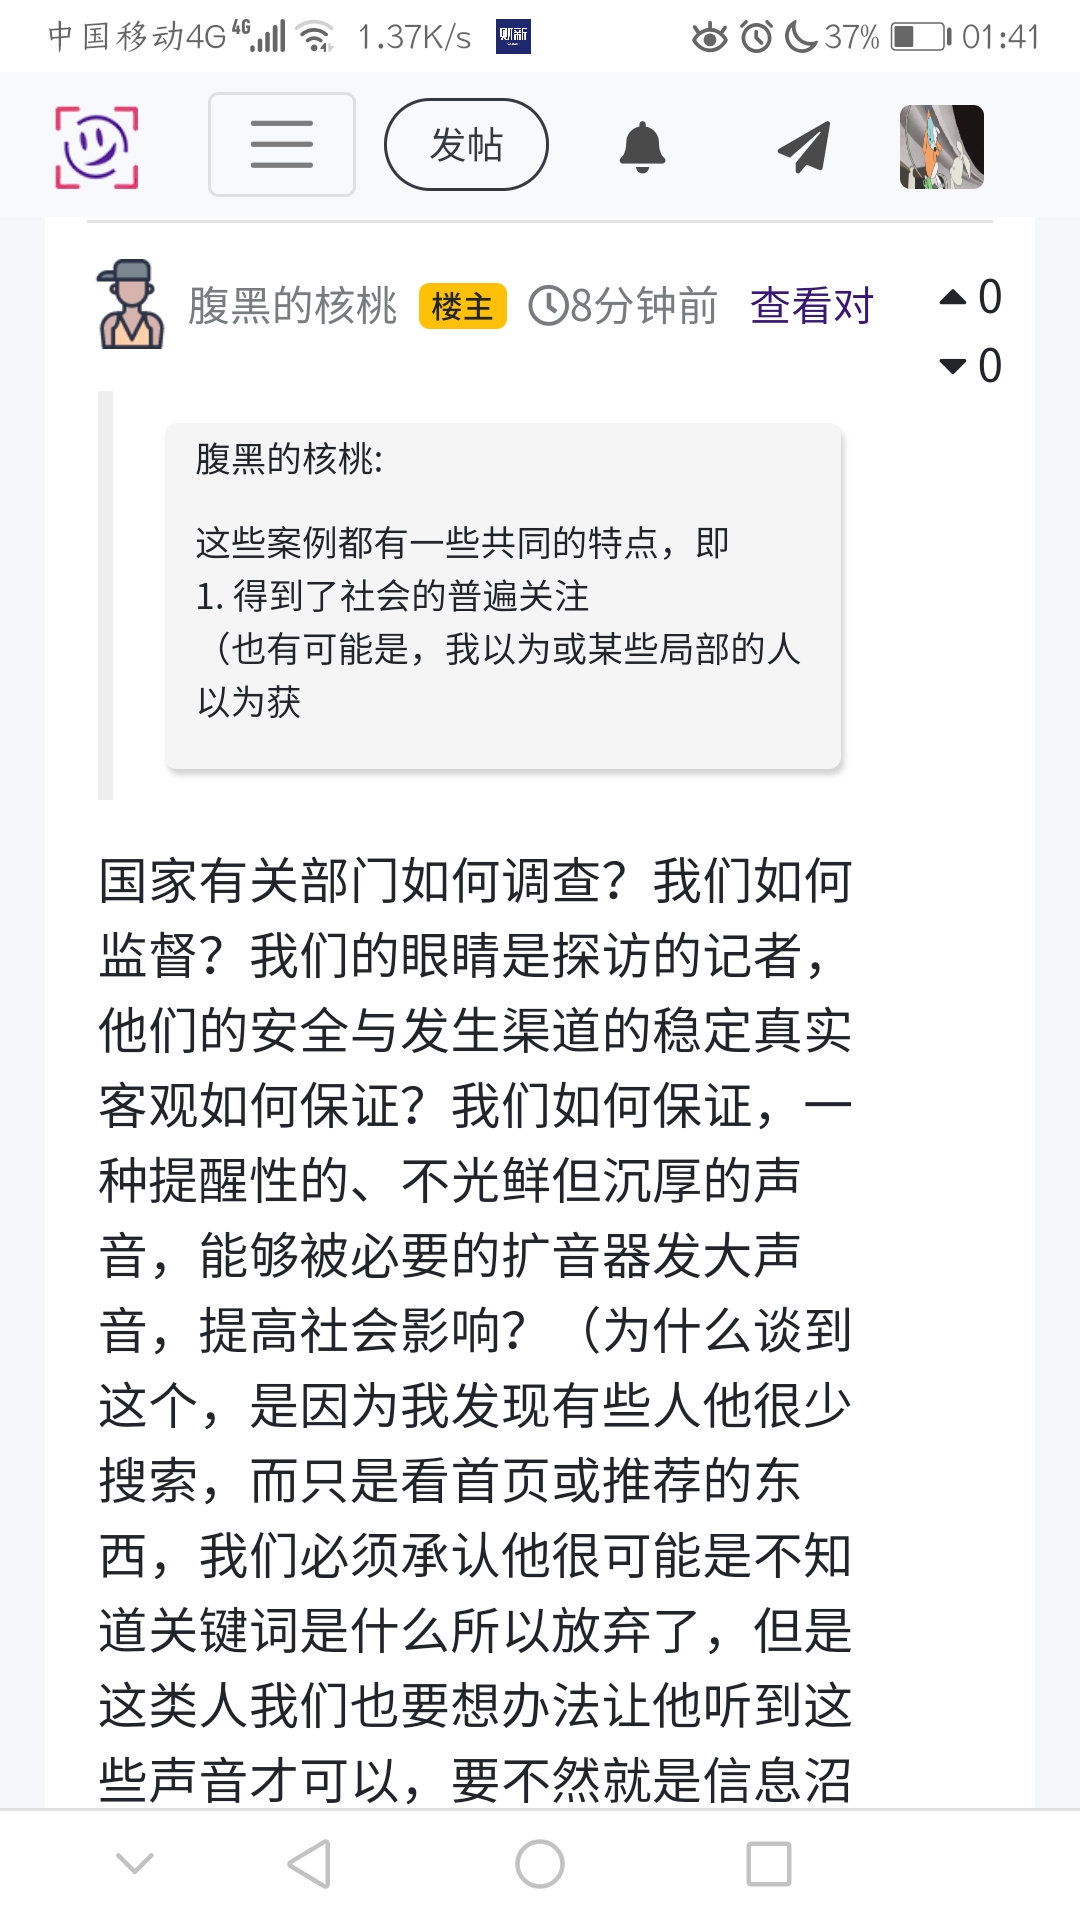 中国移动4G 4G 1.37K/s 财新 37% 01:41
发帖
腹黑的核桃 楼主 8分钟前 查看对
0
0
腹黑的核桃:
这些案例都有一些共同的特点，即
1. 得到了社会的普遍关注
（也有可能是，我以为或某些局部的人
以为获
国家有关部门如何调查？我们如何
监督？我们的眼睛是探访的记者，
他们的安全与发生渠道的稳定真实
客观如何保证？我们如何保证，一
种提醒性的、不光鲜但沉厚的声
音，能够被必要的扩音器发大声
音，提高社会影响？（为什么谈到
这个，是因为我发现有些人他很少
搜索，而只是看首页或推荐的东
西，我们必须承认他很可能是不知
道关键词是什么所以放弃了，但是
这类人我们也要想办法让他听到这
些声音才可以，要不然就是信息沼